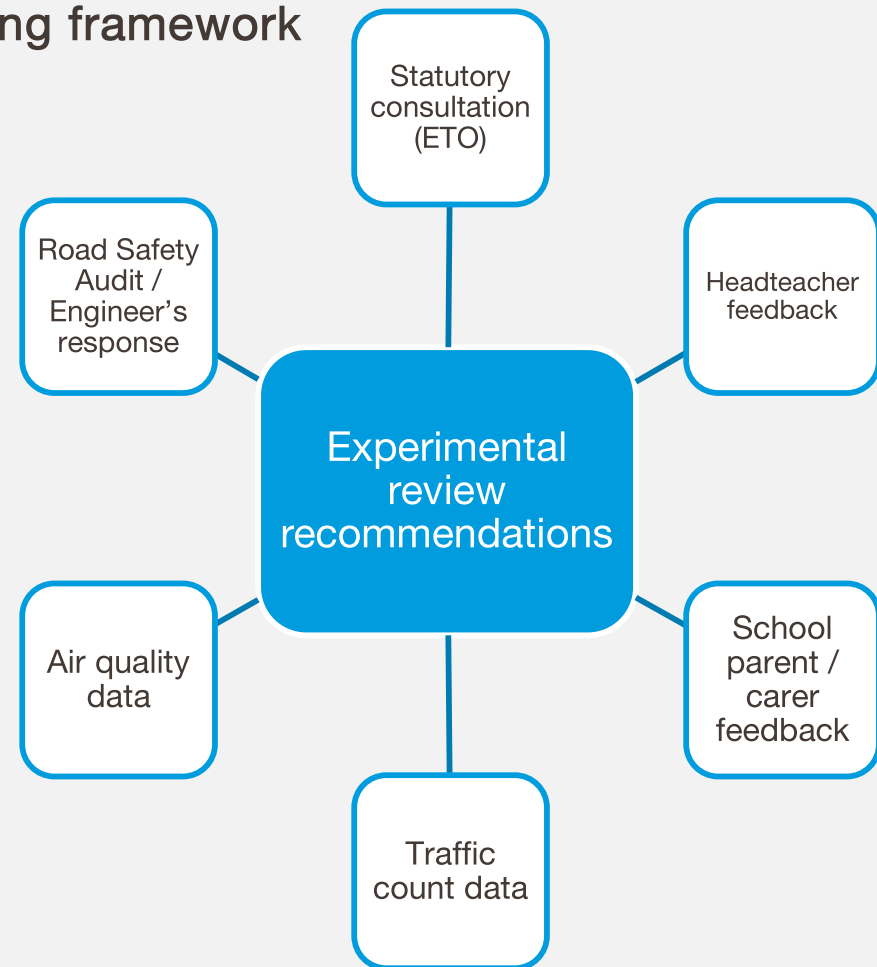 ng framework
Statutory
consultation
(ETO)
Road Safety
Audit /
Engineer’s
response
Headteacher
feedback
Experimental
review
recommendations
Air quality
data
School
parent /
carer
feedback
Traffic
count data